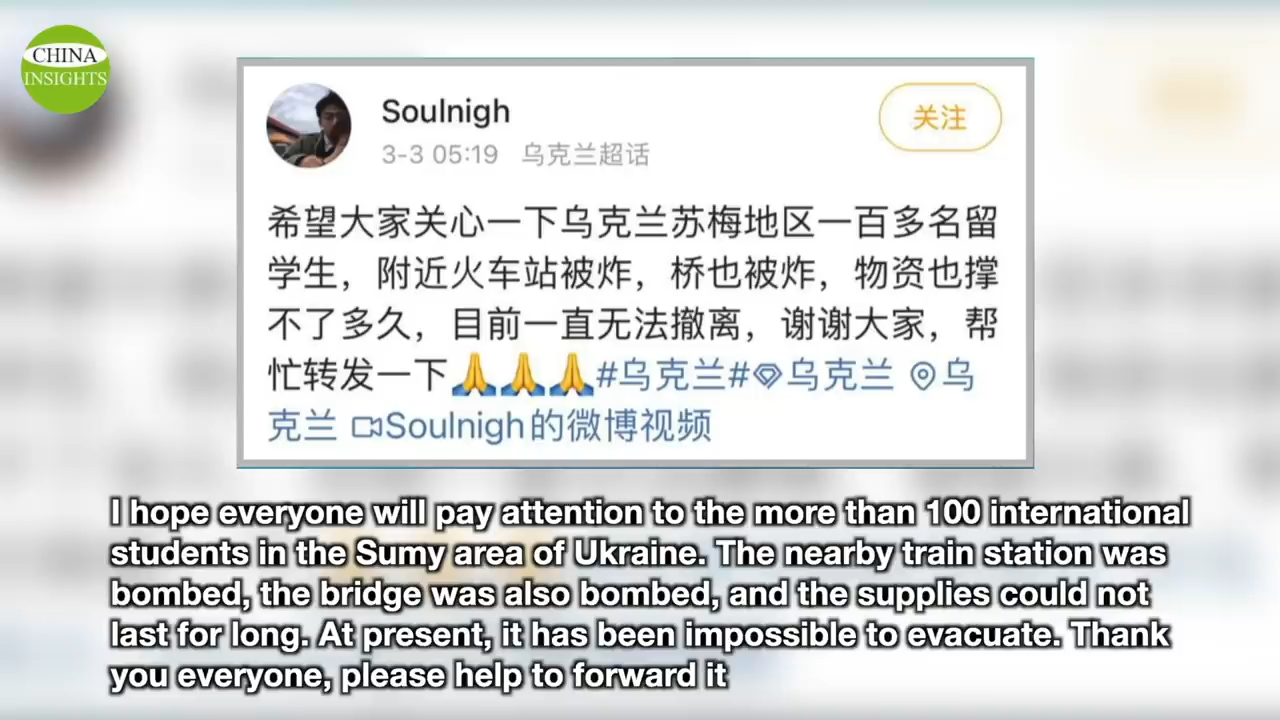 CHINA
INSIGHTS
Soulnigh
关注
3-3 05:19 乌克兰超话
希望大家关心一下乌克兰苏梅地区一百多名留
学生，附近火车站被炸，桥也被炸，物资也撑
不了多久，目前一直无法撤离，谢谢大家，帮
忙转发一下🙏🙏🙏#乌克兰#乌克兰 乌
克兰 Soulnigh的微博视频
I hope everyone will pay attention to the more than 100 international
students in the Sumy area of Ukraine. The nearby train station was
bombed, the bridge was also bombed, and the supplies could not
last for long. At present, it has been impossible to evacuate. Thank
you everyone, please help to forward it